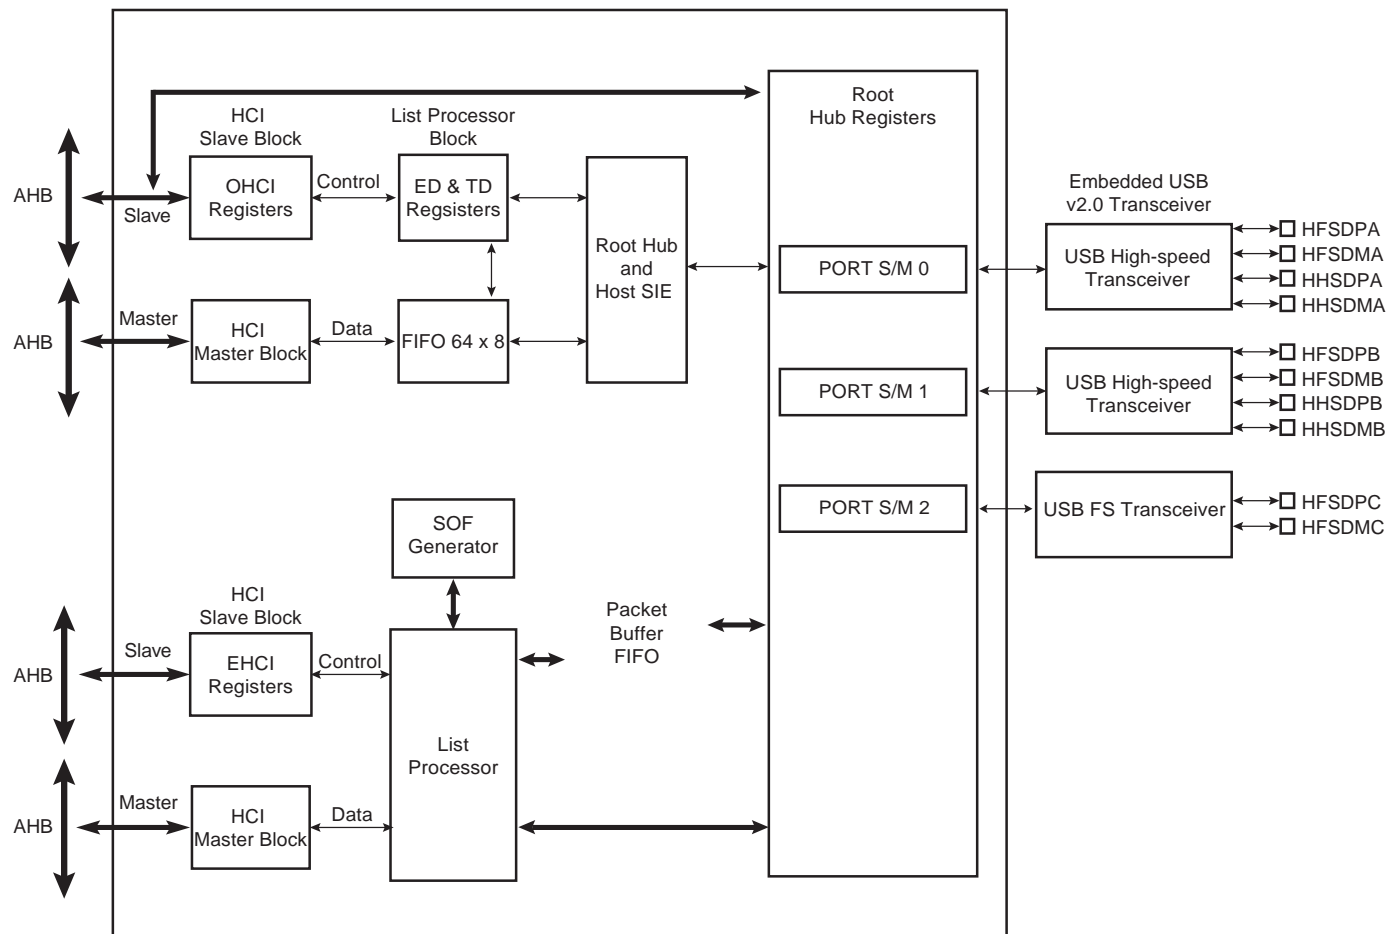 Root
Hub Registers
HCI
Slave Block
List Processor
Block
AHB
Slave
OHCI
Registers
Control
ED & TD
Regsisters
Root Hub
and
Host SIE
AHB
Master
HCI
Master Block
Data
FIFO 64 x 8
PORT S/M 0
PORT S/M 1
PORT S/M 2
Embedded USB
v2.0 Transceiver
USB High-speed
Transceiver
HFSDPA
HFSDMA
HHSDPA
HHSDMA
USB High-speed
Transceiver
HFSDPB
HFSDMB
HHSDPB
HHSDMB
USB FS Transceiver
HFSDPC
HFSDMC
SOF
Generator
HCI
Slave Block
AHB
Slave
EHCI
Registers
Control
Packet
Buffer
FIFO
List
Processor
AHB
Master
HCI
Master Block
Data